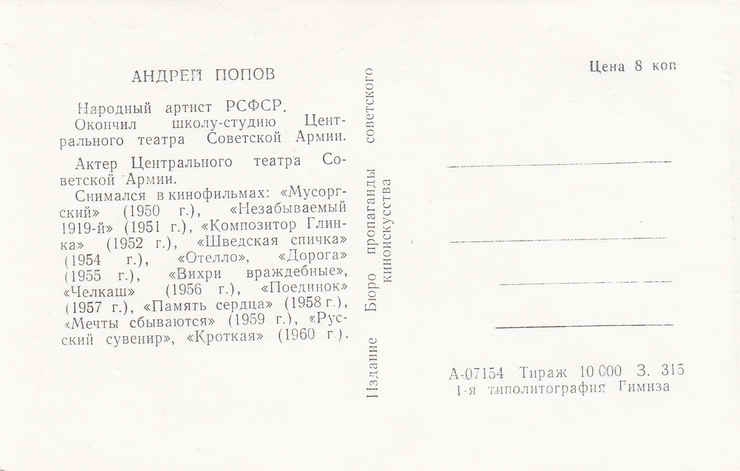 АНДРЕЙ ПОПОВ
Народный артист РСФСР.
Окончил школу-студию Цент-
рального театра Советской Армии.
Актер Центрального театра Со-
ветской Армии.
Снимался в кинофильмах: «Мусорг-
ский» (1950 г.), «Незабываемый
1919-й» (1951 г.), «Композитор Глин-
ка» (1952 г.), «Шведская спичка»
(1954 г.), «Отелло», «Дорога»
(1955 г.), «Вихри враждебные»,
«Челкаш» (1956 г.), «Поединок»
(1957 г.), «Память сердца» (1958 г.),
«Мечты сбываются» (1959 г.), «Рус-
ский сувенир», «Кроткая» (1960 г.).
Издание Бюро пропаганды советского
киноискусства
Цена 8 коп
А-07154 Тираж 10 000 З. 315
1-я типолитография Гимиза